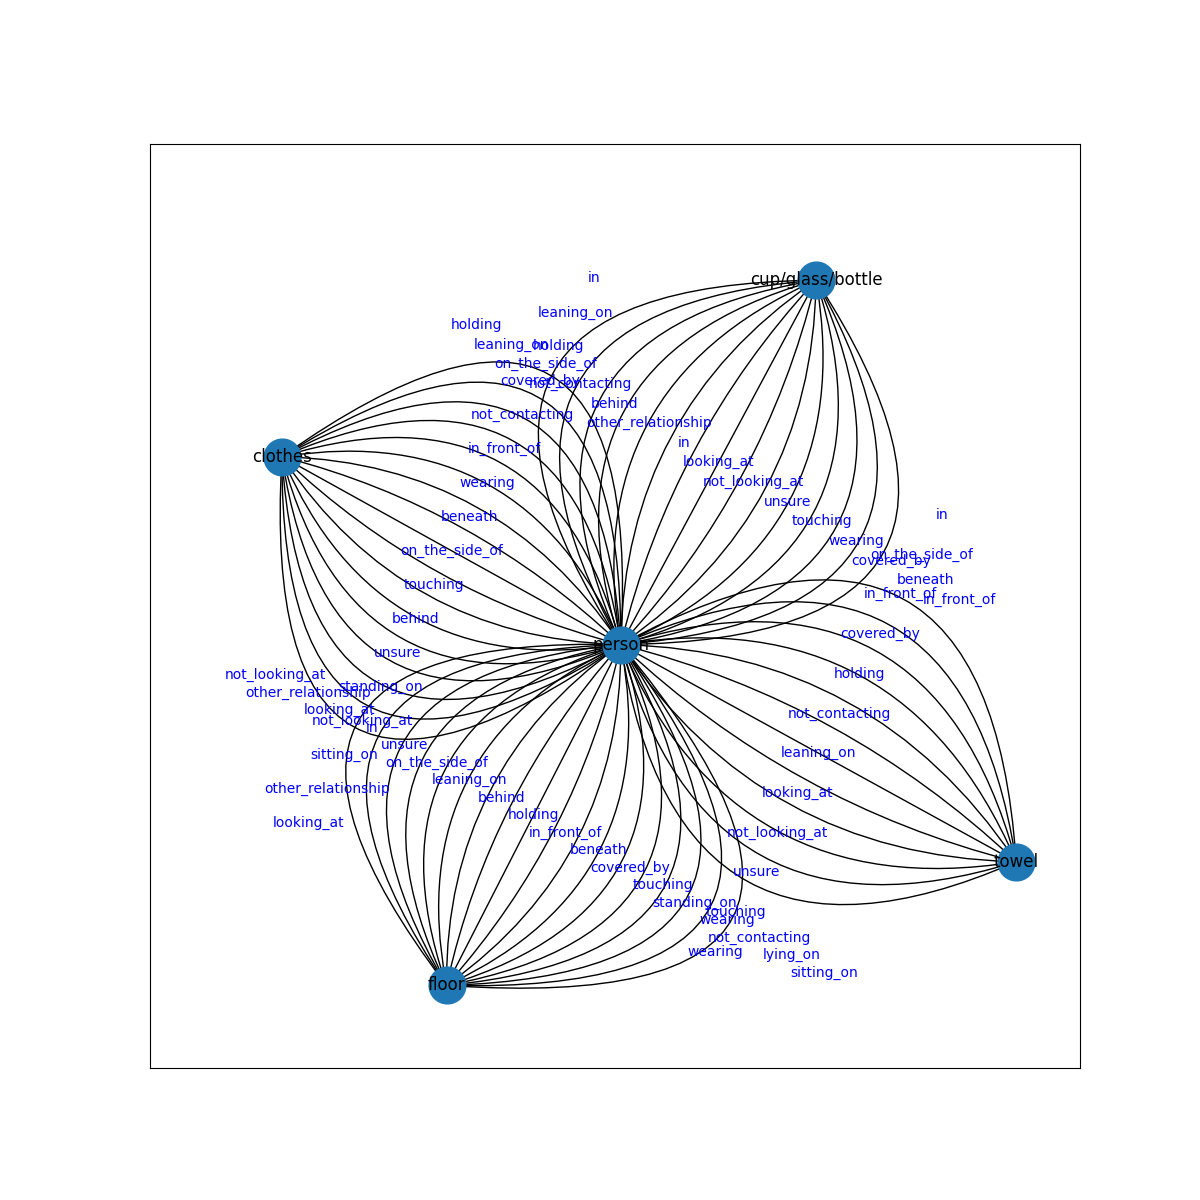 in
cup/glass/bottle
leaning_on
holding
leaning_on
holding
on_the_side_of
covered_by
not_contacting
behind
not_contacting
other_relationship
in
in_front_of
clothes
looking_at
wearing
not_looking_at
unsure
beneath
in
touching
wearing
on_the_side_of
on_the_side_of
covered_by
beneath
touching
in_front_of
in_front_of
behind
covered_by
person
unsure
not_looking_at
holding
standing_on
other_relationship
looking_at
not_contacting
not_looking_at
in
unsure
sitting_on
leaning_on
on_the_side_of
leaning_on
other_relationship
looking_at
behind
holding
looking_at
in_front_of
not_looking_at
beneath
towel
covered_by
unsure
touching
standing_on
touching
wearing
not_contacting
wearing
lying_on
sitting_on
floor